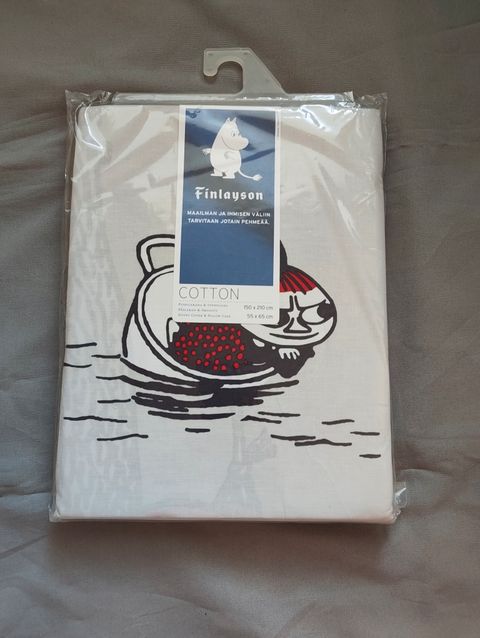 Finlayson
MAAILMAN JA IHMISEN VÄLIIN
TARVITAAN JOTAIN PEHMEÄÄ.
COTTON
150 x 210 cm
55 x 65 cm